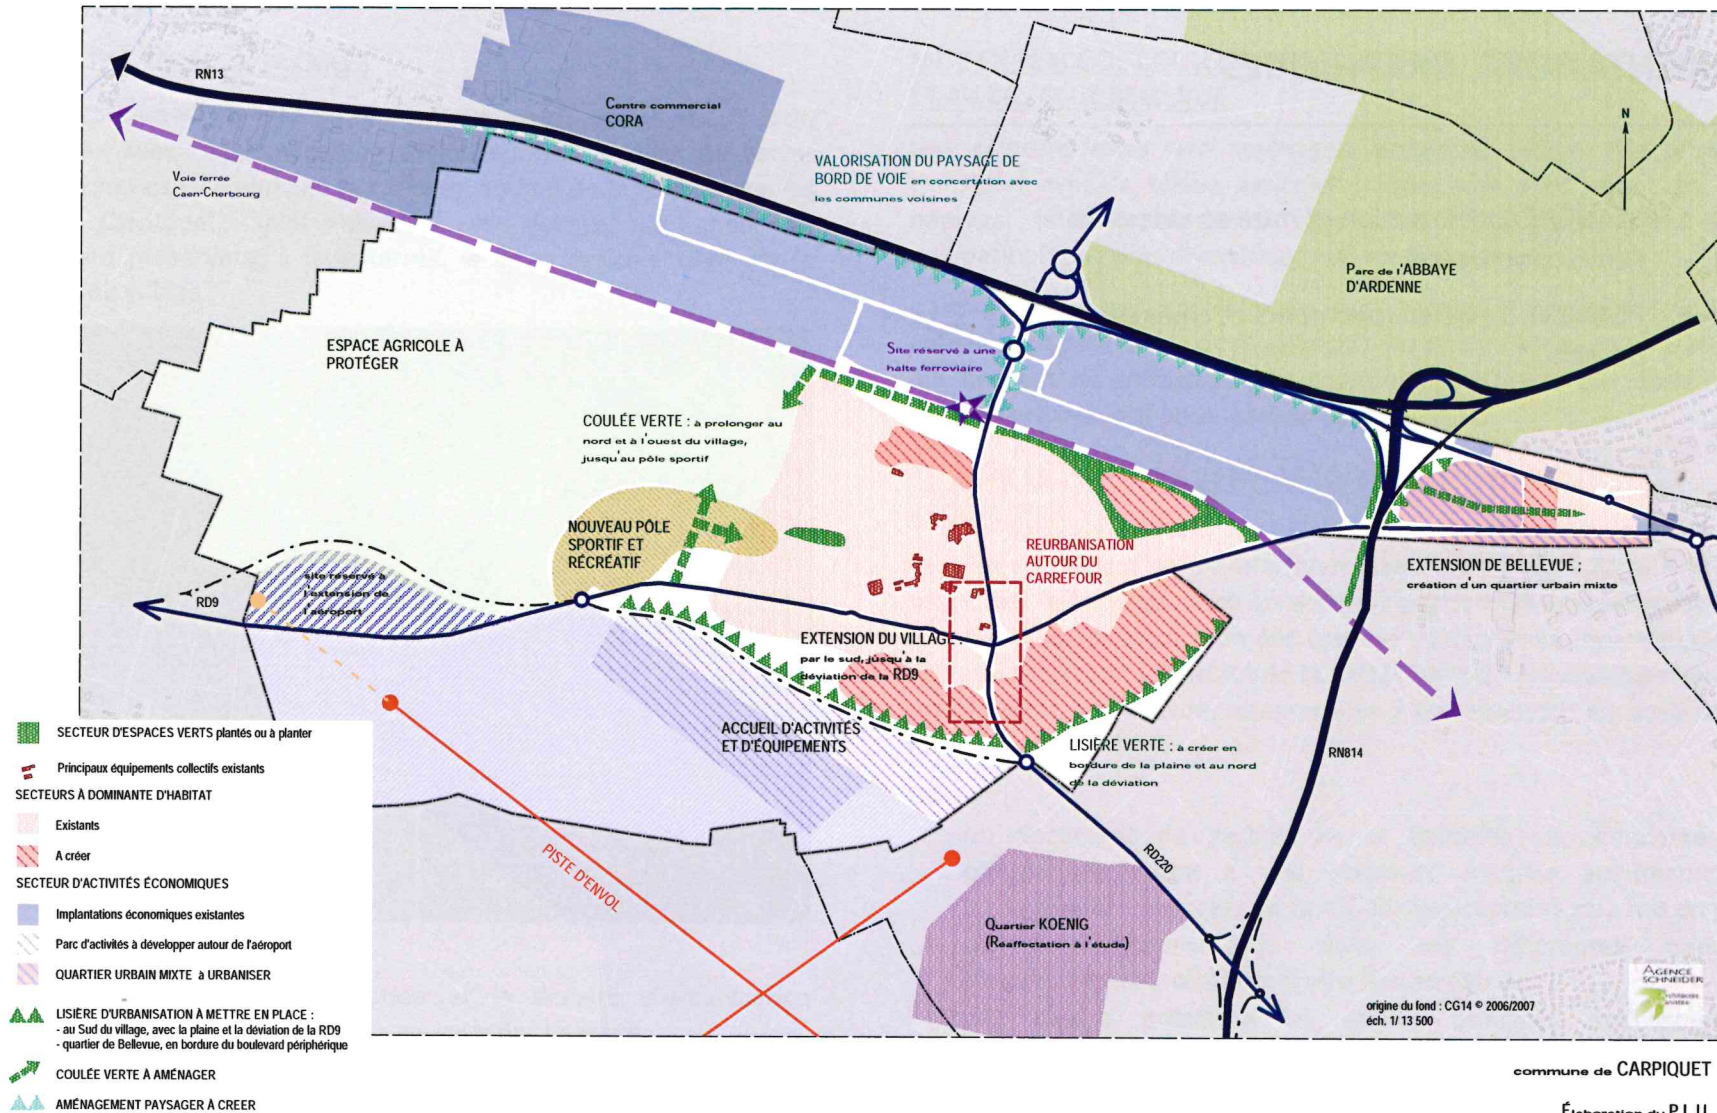 RN13
Centre commercial
CORA
Voie ferrée
Caen-Cherbourg
VALORISATION DU PAYSAGE DE
BORD DE VOIE en concertation avec
les communes voisines
N
Parc de l'ABBAYE
D'ARDENNE
ESPACE AGRICOLE À
PROTÉGER
Site réservé à une
halte ferroviaire
COULÉE VERTE : à prolonger au
nord et à l'ouest du village,
jusqu'au pôle sportif
NOUVEAU PÔLE
SPORTIF ET
RÉCRÉATIF
REURBANISATION
AUTOUR DU
CARREFOUR
EXTENSION DE BELLEVUE ;
création d'un quartier urbain mixte
site réservé à
l'extension de
l'aéroport
RD9
EXTENSION DU VILLAGE :
par le sud, jusqu'à la
déviation de la RD9
ACCUEIL D'ACTIVITÉS
ET D'ÉQUIPEMENTS
LISIÈRE VERTE : à créer en
bordure de la plaine et au nord
de la déviation
RN814
PISTE D'ENVOL
RD220
Quartier KOENIG
(Réaffectation à l'étude)
SECTEUR D'ESPACES VERTS plantés ou à planter
Principaux équipements collectifs existants
SECTEURS À DOMINANTE D'HABITAT
Existants
A créer
SECTEUR D'ACTIVITÉS ÉCONOMIQUES
Implantations économiques existantes
Parc d'activités à développer autour de l'aéroport
QUARTIER URBAIN MIXTE à URBANISER
LISIÈRE D'URBANISATION À METTRE EN PLACE :
- au Sud du village, avec la plaine et la déviation de la RD9
- quartier de Bellevue, en bordure du boulevard périphérique
COULÉE VERTE À AMÉNAGER
AMÉNAGEMENT PAYSAGER À CREER
origine du fond : CG14 © 2006/2007
éch. 1/ 13 500
AGENCE
SCHNEIDER
commune de CARPIQUET
Élaboration du P.L.U.